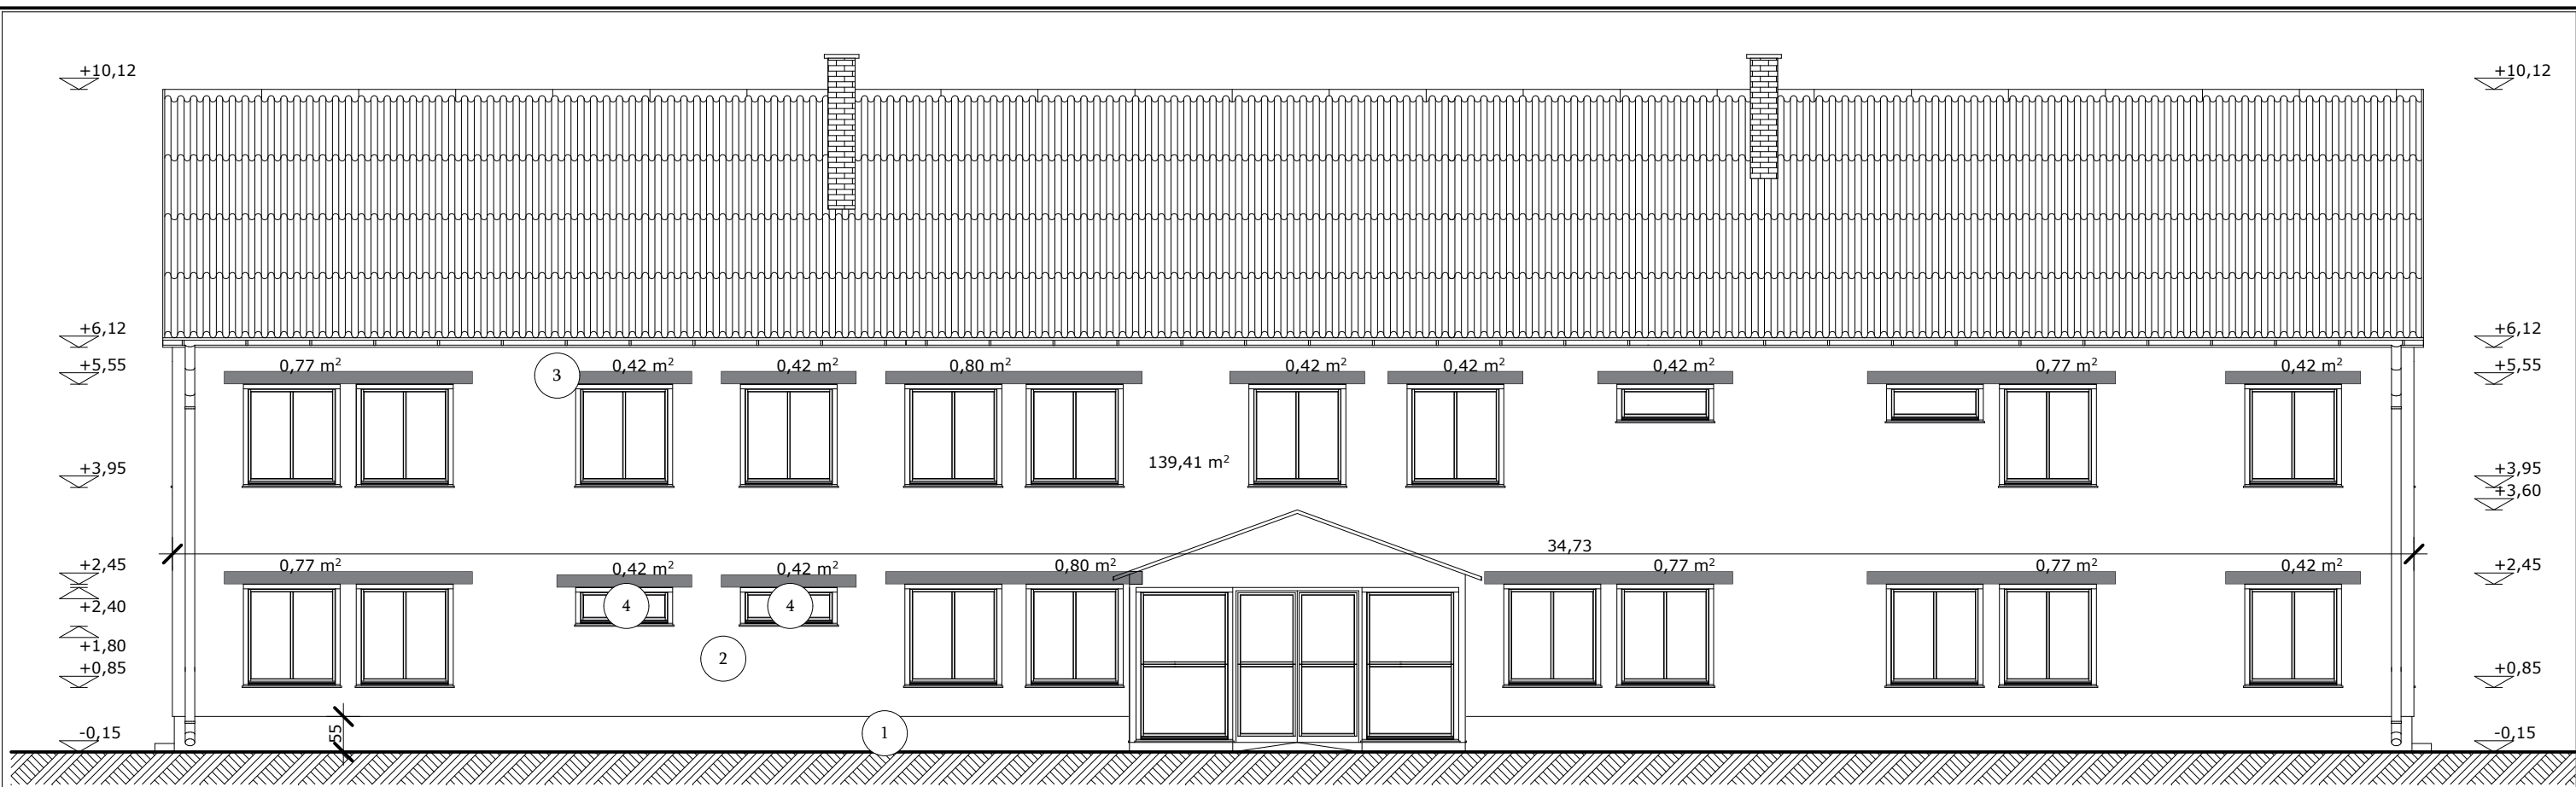 +10,12 +10,12
+6,12 +6,12
+5,55 0,77 m² 3 0,42 m² 0,42 m² 0,80 m² 0,42 m² 0,42 m² 0,42 m² 0,77 m² 0,42 m² +5,55
139,41 m²
+3,95 +3,95
+3,60
34,73
+2,45 0,77 m² 0,42 m² 0,42 m² 0,80 m² 0,77 m² 0,77 m² 0,42 m² +2,45
+2,40 4 4
+1,80 2
+0,85 +0,85
-0,15 55 1 -0,15